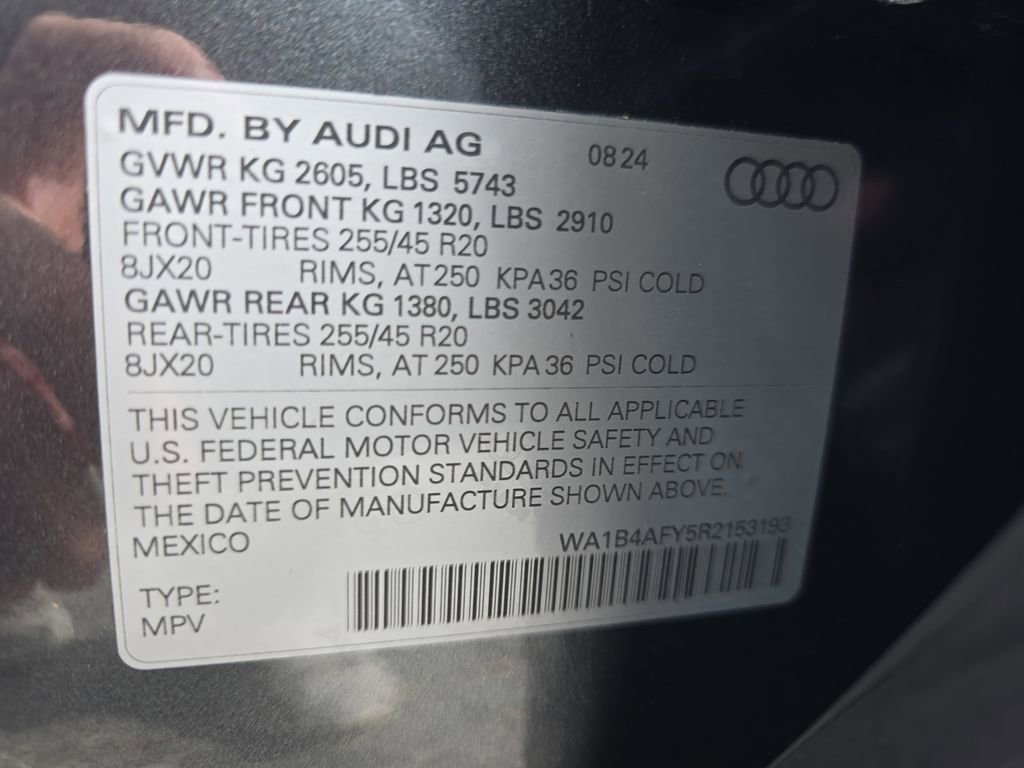 MFD. BY AUDI AG 0824
GVWR KG 2605, LBS 5743
GAWR FRONT KG 1320, LBS 2910
FRONT-TIRES 255/45 R20
8JX20 RIMS, AT 250 KPA 36 PSI COLD
GAWR REAR KG 1380, LBS 3042
REAR-TIRES 255/45 R20
8JX20 RIMS, AT 250 KPA 36 PSI COLD
THIS VEHICLE CONFORMS TO ALL APPLICABLE
U.S. FEDERAL MOTOR VEHICLE SAFETY AND
THEFT PREVENTION STANDARDS IN EFFECT ON
THE DATE OF MANUFACTURE SHOWN ABOVE.
MEXICO WA1B4AFY5R2153193
TYPE:
MPV